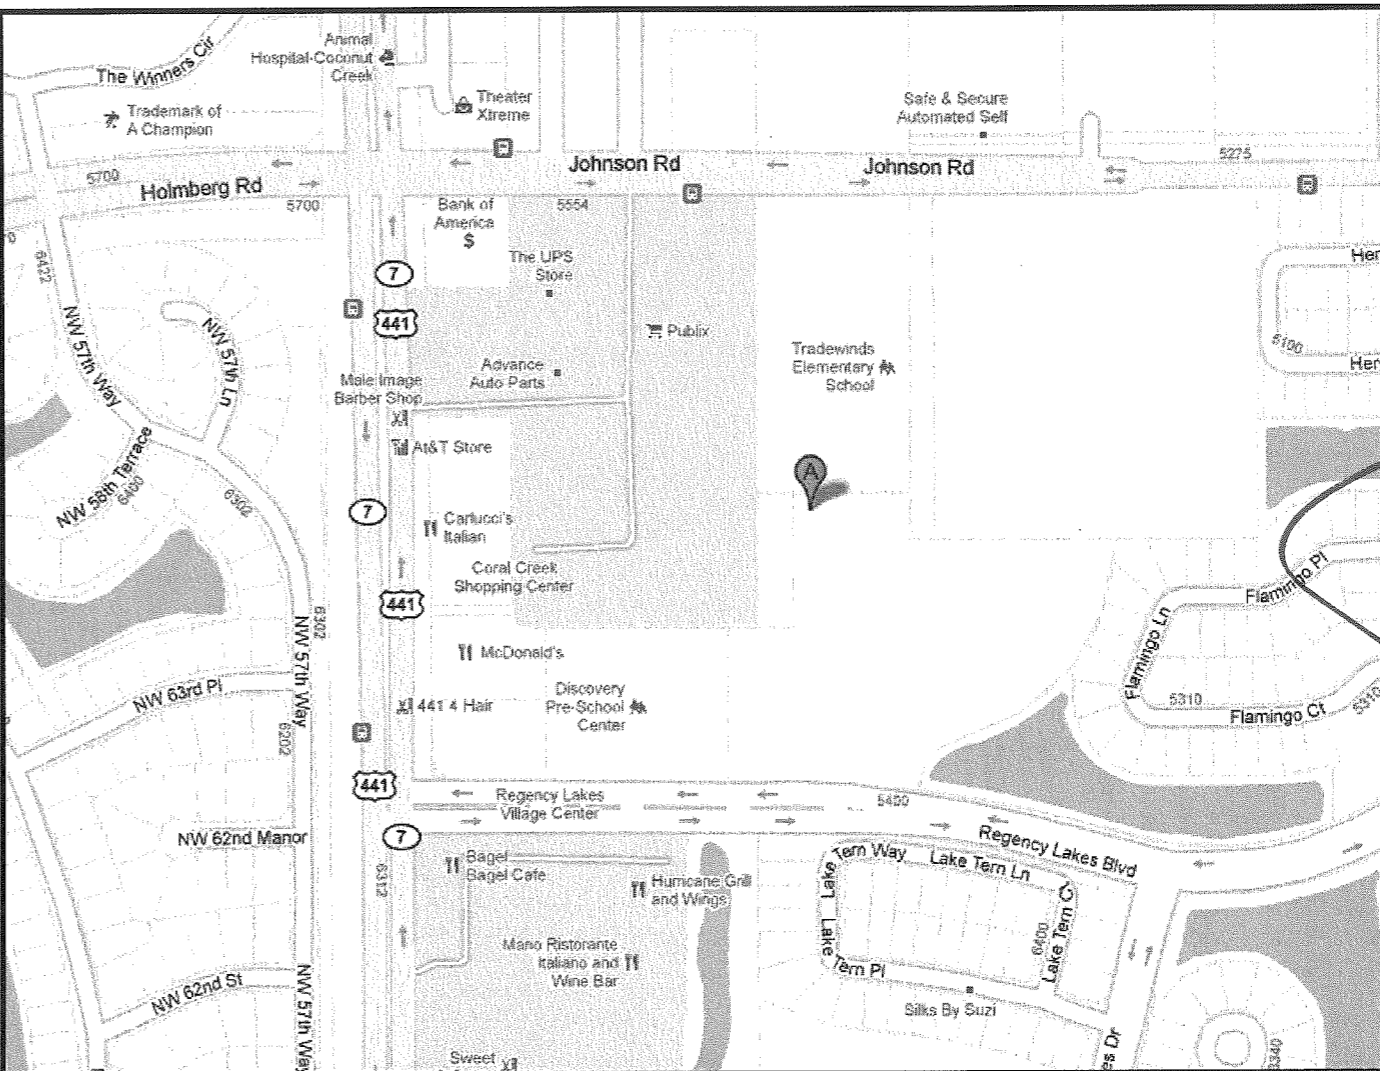 The Winners Cir
Animal
Hospital-Coconut
Creek
Trademark of
A Champion
Theater
Xtreme
Safe & Secure
Automated Self
Johnson Rd
Johnson Rd
5275
5700
Holmberg Rd
5700
Bank of
America
$
5554
The UPS
Store
7
441
6422
NW 57th Way
NW 57th Ln
Publix
Advance
Auto Parts
Tradewinds
Elementary
School
Her
5100
Her
Male Image
Barber Shop
At&T Store
NW 58th Terrace
6400
6302
A
7
Carlucci's
Italian
Coral Creek
Shopping Center
441
Flamingo Pl
Flamingo Ln
6302
NW 57th Way
McDonald's
NW 63rd Pl
441 4 Hair
Discovery
Pre-School
Center
5310
Flamingo Ct
5310
6202
441
Regency Lakes
Village Center
5400
Regency Lakes Blvd
NW 62nd Manor
7
Bagel
Bagel Cafe
6312
Hurricane Grill
and Wings
Lake Tern Way
Lake Tern Ln
Lake Tern C
6400
Lake Tern Pl
Mano Ristorante
Italiano and
Wine Bar
Silks By Suzi
NW 62nd St
NW 57th Way
Sweet
es Dr
5340